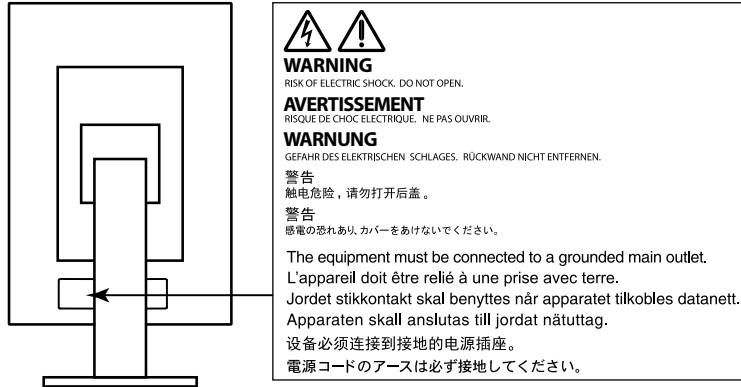 WARNING
RISK OF ELECTRIC SHOCK. DO NOT OPEN.
AVERTISSEMENT
RISQUE DE CHOC ELECTRIQUE. NE PAS OUVRIR.
WARNUNG
GEFAHR DES ELEKTRISCHEN SCHLAGES. RÜCKWAND NICHT ENTFERNEN.
警告
触电危险，请勿打开后盖。
警告
感電の恐れあり、カバーをあけないでください。
The equipment must be connected to a grounded main outlet.
L'appareil doit être relié à une prise avec terre.
Jordet stikkontakt skal benyttes når apparatet tilkobles datanett.
Apparaten skall anslutas till jordat nätuttag.
设备必须连接到接地的电源插座。
電源コードのアースは必ず接地してください。